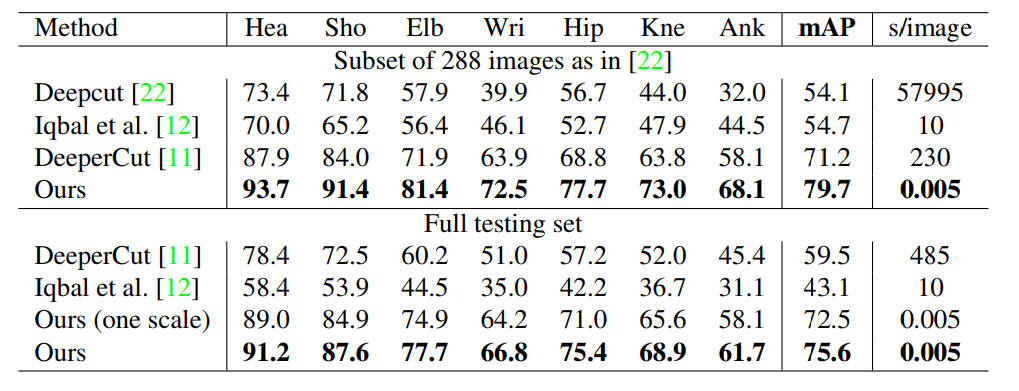 Method Hea Sho Elb Wri Hip Kne Ank mAP s/image
Subset of 288 images as in [22]
Deepcut [22] 73.4 71.8 57.9 39.9 56.7 44.0 32.0 54.1 57995
Iqbal et al. [12] 70.0 65.2 56.4 46.1 52.7 47.9 44.5 54.7 10
DeeperCut [11] 87.9 84.0 71.9 63.9 68.8 63.8 58.1 71.2 230
Ours 93.7 91.4 81.4 72.5 77.7 73.0 68.1 79.7 0.005
Full testing set
DeeperCut [11] 78.4 72.5 60.2 51.0 57.2 52.0 45.4 59.5 485
Iqbal et al. [12] 58.4 53.9 44.5 35.0 42.2 36.7 31.1 43.1 10
Ours (one scale) 89.0 84.9 74.9 64.2 71.0 65.6 58.1 72.5 0.005
Ours 91.2 87.6 77.7 66.8 75.4 68.9 61.7 75.6 0.005